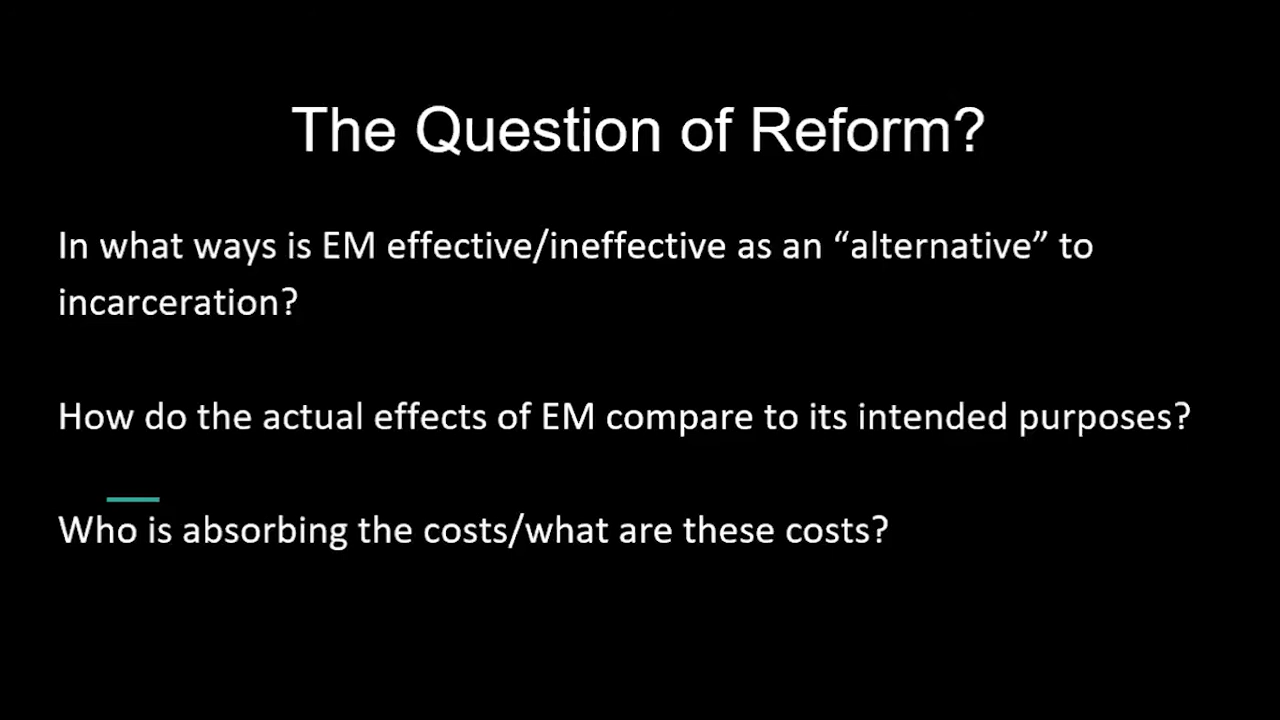 The Question of Reform?
In what ways is EM effective/ineffective as an “alternative” to
incarceration?
How do the actual effects of EM compare to its intended purposes?
Who is absorbing the costs/what are these costs?